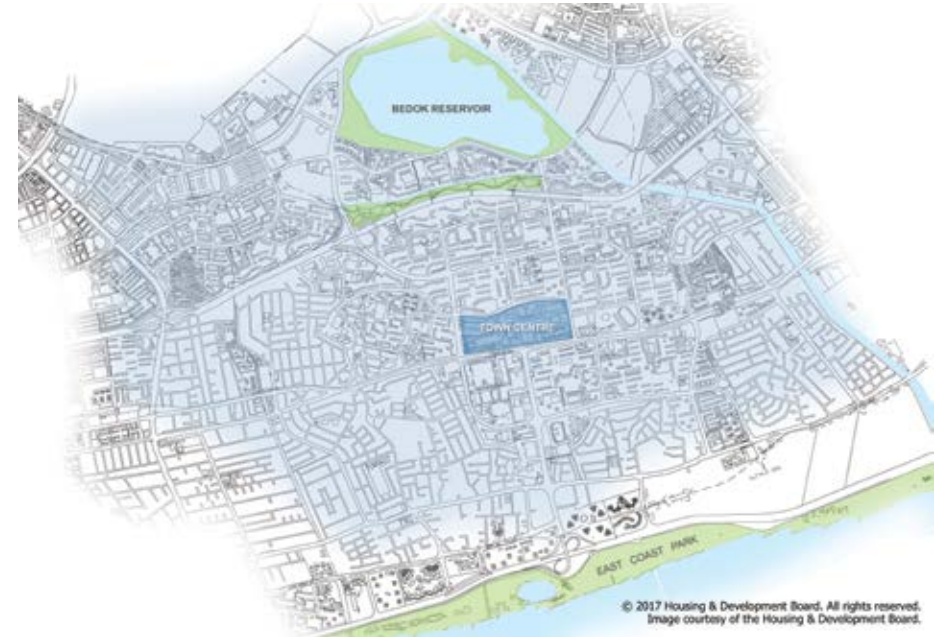 BEDOK RESERVOIR
TOWN CENTRE
EAST COAST PARK
© 2017 Housing & Development Board. All rights reserved.
Image courtesy of the Housing & Development Board.